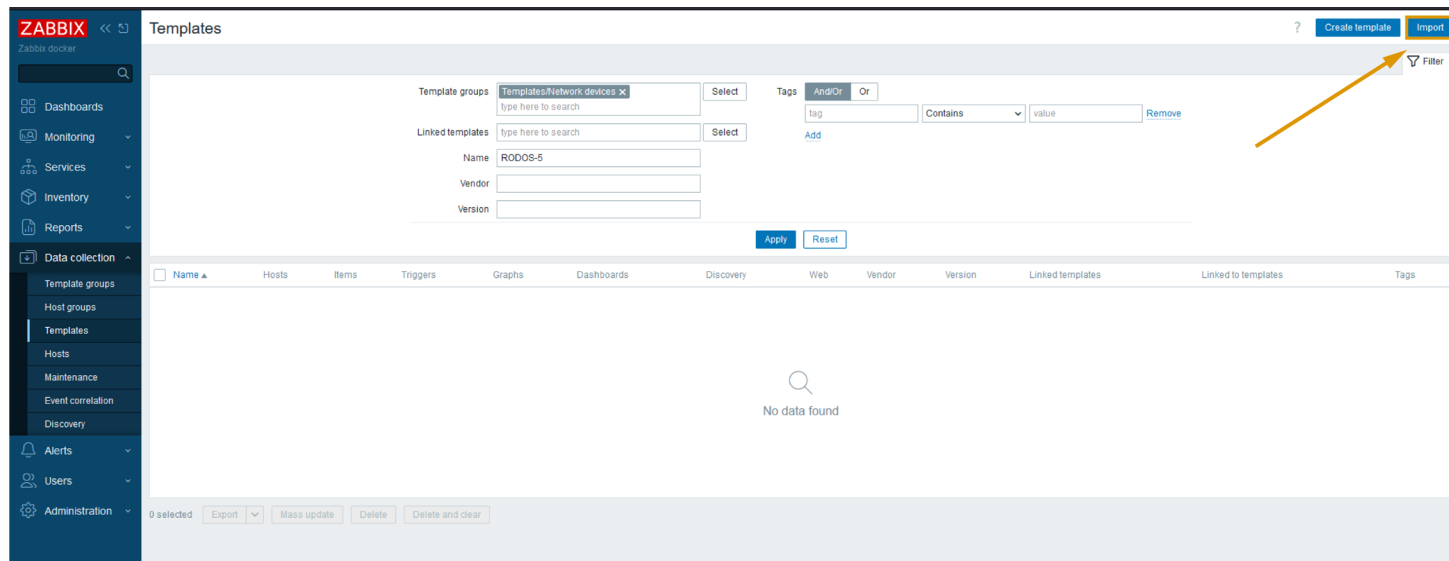 ZABBIX
Templates
?
Create template
Import
Zabbix docker
Filter
Dashboards
Monitoring
Services
Inventory
Reports
Data collection
Template groups
Host groups
Templates
Hosts
Maintenance
Event correlation
Discovery
Alerts
Users
Administration
Template groups
Templates/Network devices
type here to search
Select
Linked templates
type here to search
Select
Name
RODOS-5
Vendor
Version
Tags
And/Or
Or
tag
Contains
value
Remove
Add
Apply
Reset
Name Hosts Items Triggers Graphs Dashboards Discovery Web Vendor Version Linked templates Linked to templates Tags
No data found
0 selected
Export
Mass update
Delete
Delete and clear